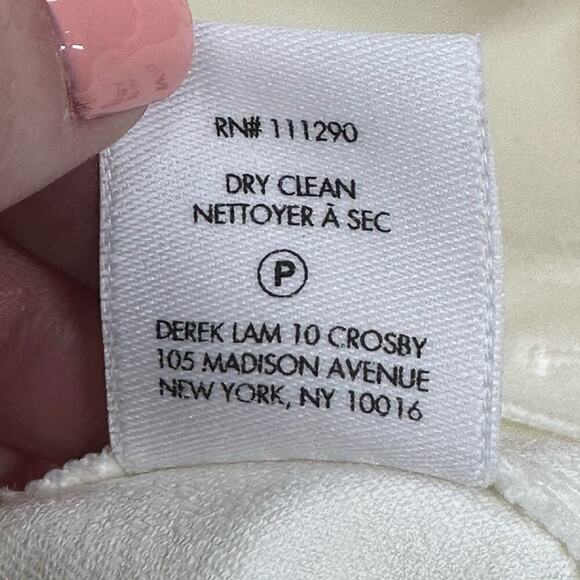 RN# 111290
DRY CLEAN
NETTOYER À SEC
P
DEREK LAM 10 CROSBY
105 MADISON AVENUE
NEW YORK, NY 10016